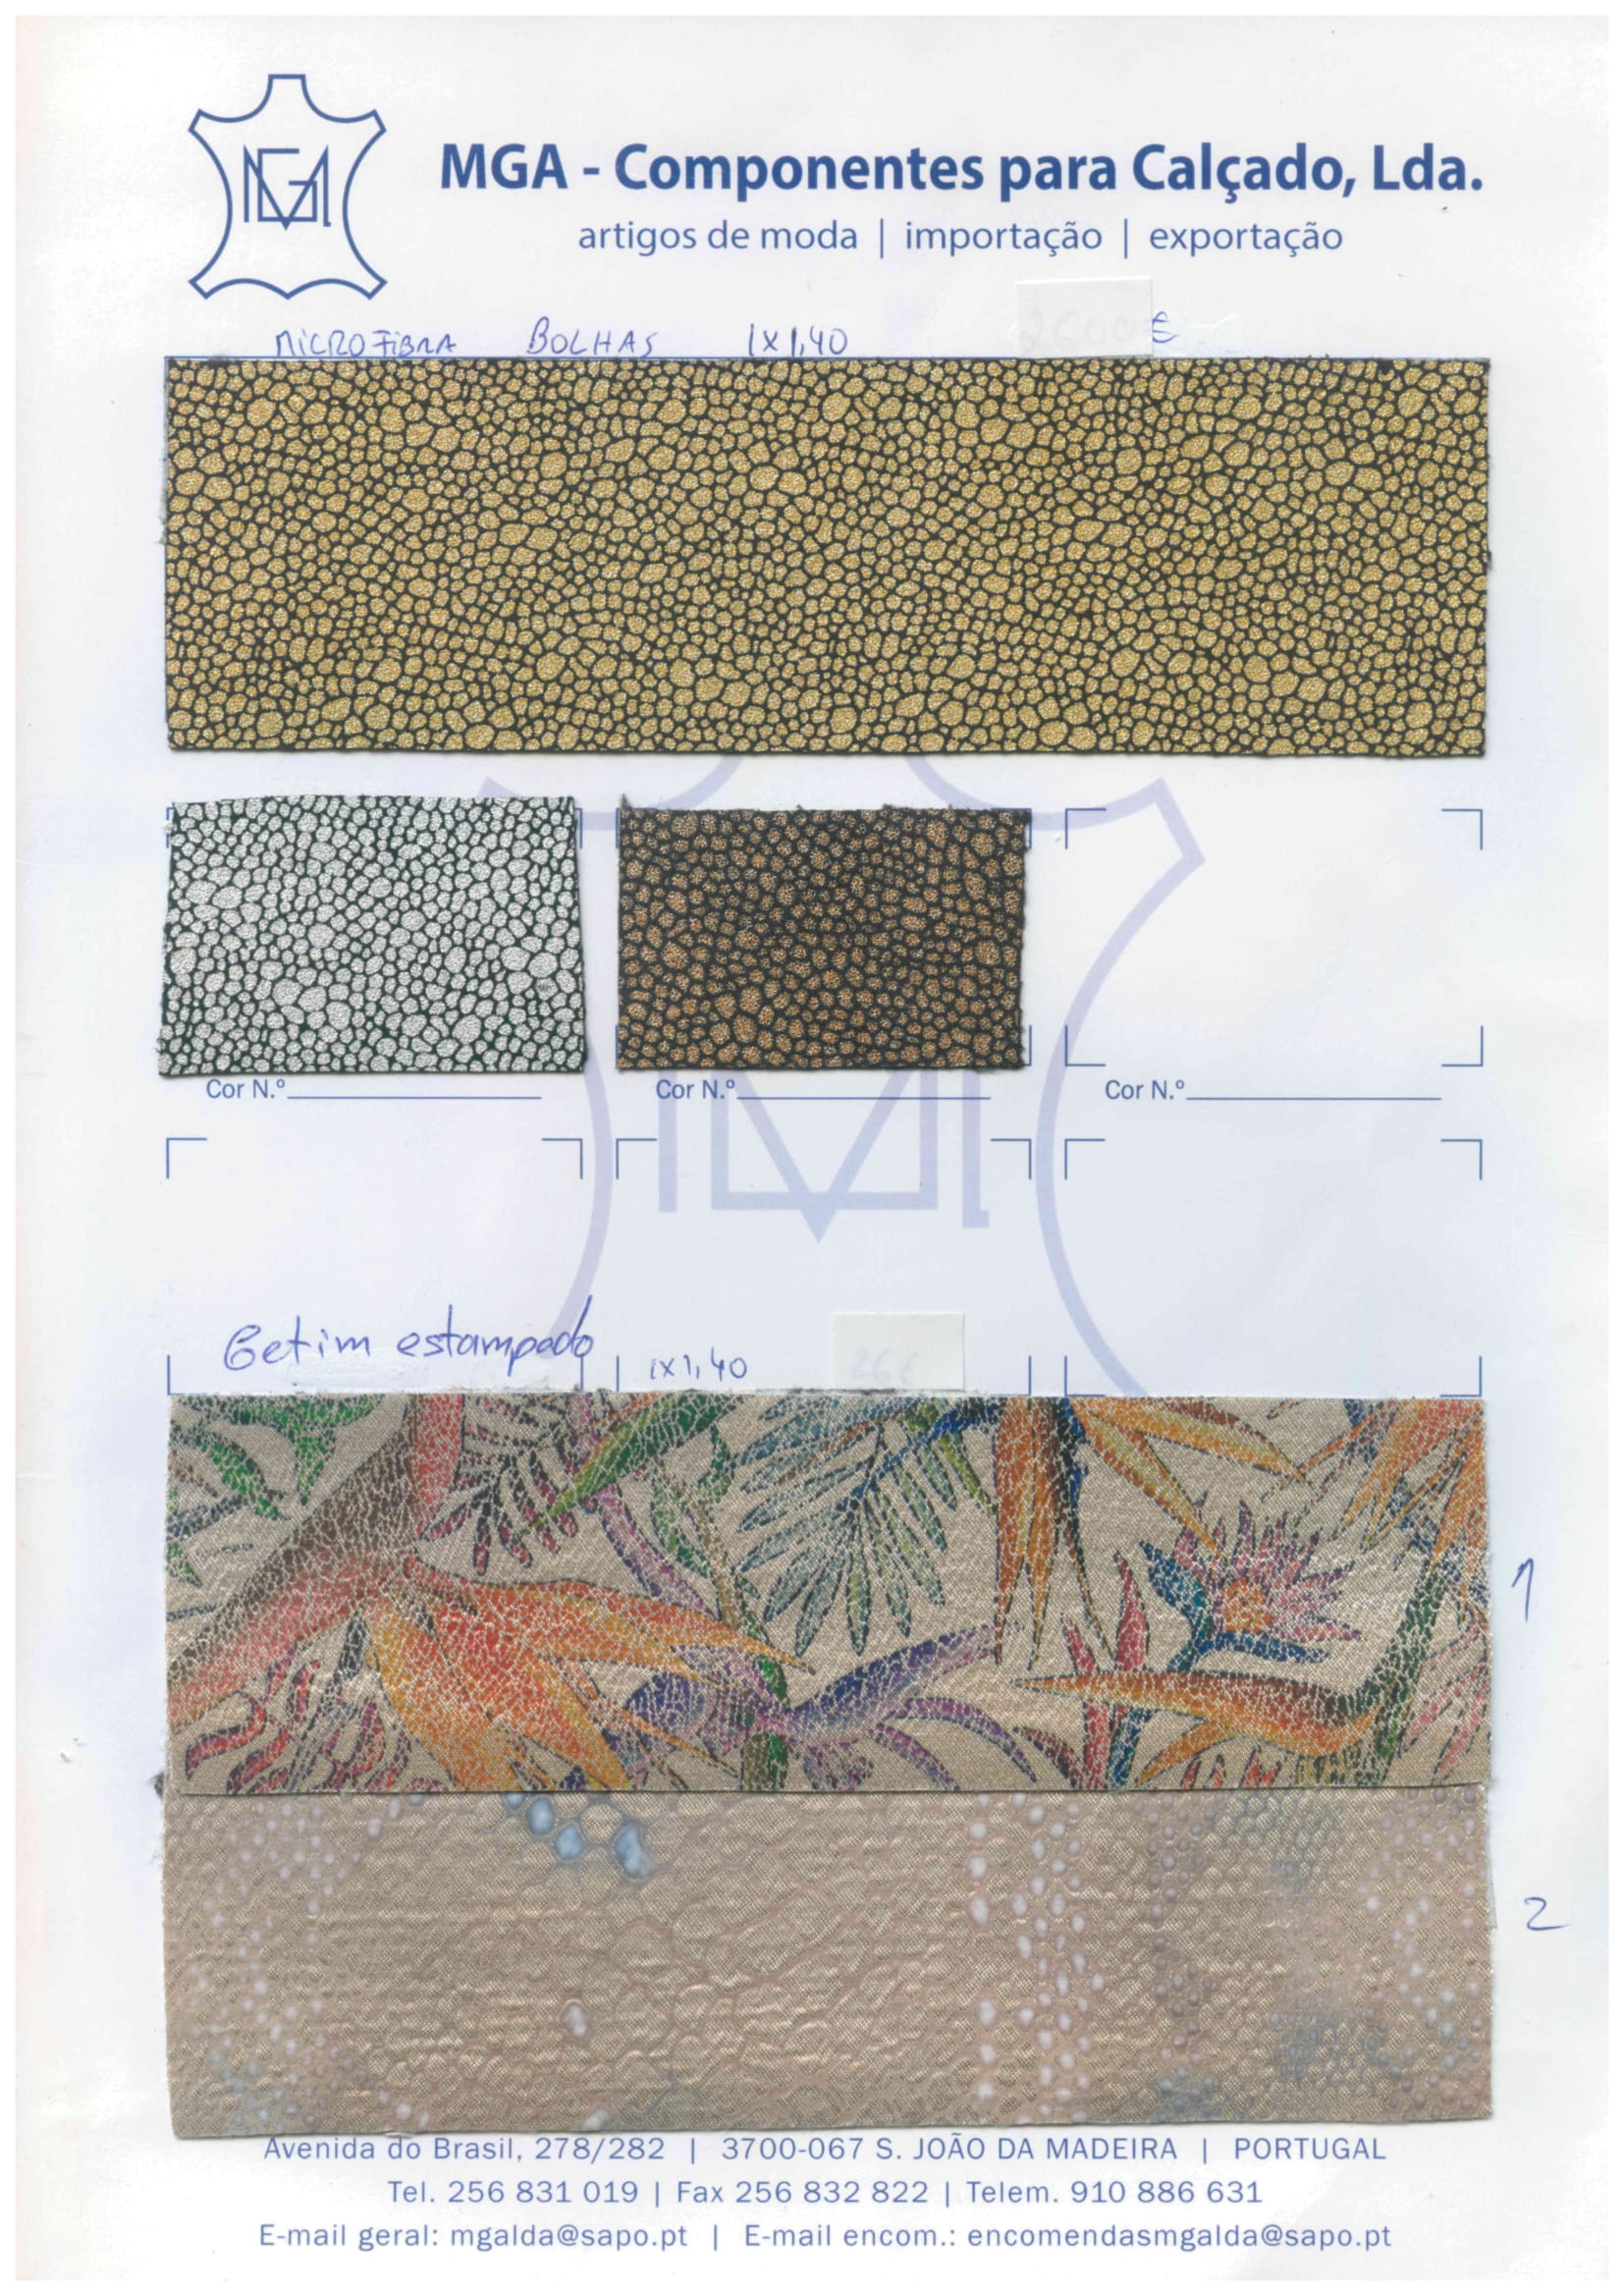 MGA - Componentes para Calçado, Lda.
artigos de moda | importação | exportação
MICROFIBRA BOLHAS 1x1,40 €
Cor N.º Cor N.º Cor N.º
Cetim estampado 1x1,40 26€
1
2
Avenida do Brasil, 278/282 | 3700-067 S. JOÃO DA MADEIRA | PORTUGAL
Tel. 256 831 019 | Fax 256 832 822 | Telem. 910 886 631
E-mail geral: mgalda@sapo.pt | E-mail encom.: encomendasmgalda@sapo.pt